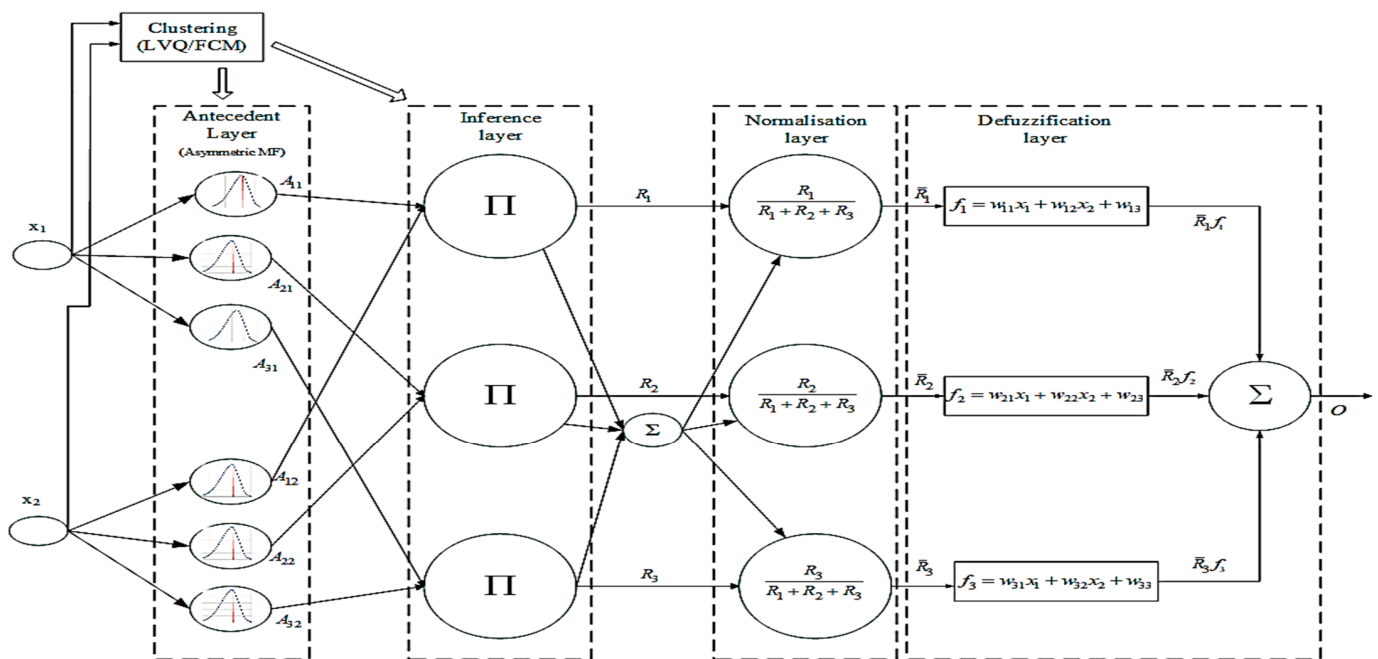 Clustering
(LVQ/FCM)
Antecedent
Layer
(Asymmetric MF)
Inference
layer
Normalisation
layer
Defuzzification
layer
x₁
x₂
A₁₁
A₂₁
A₃₁
A₁₂
A₂₂
A₃₂
Π
Π
Π
R₁
R₂
R₃
Σ
R₁
R₁ + R₂ + R₃
R₂
R₁ + R₂ + R₃
R₃
R₁ + R₂ + R₃
R̄₁
R̄₂
R̄₃
f₁ = w₁₁x₁ + w₁₂x₂ + w₁₃
f₂ = w₂₁x₁ + w₂₂x₂ + w₂₃
f₃ = w₃₁x₁ + w₃₂x₂ + w₃₃
R̄₁f₁
R̄₂f₂
R̄₃f₃
Σ
O